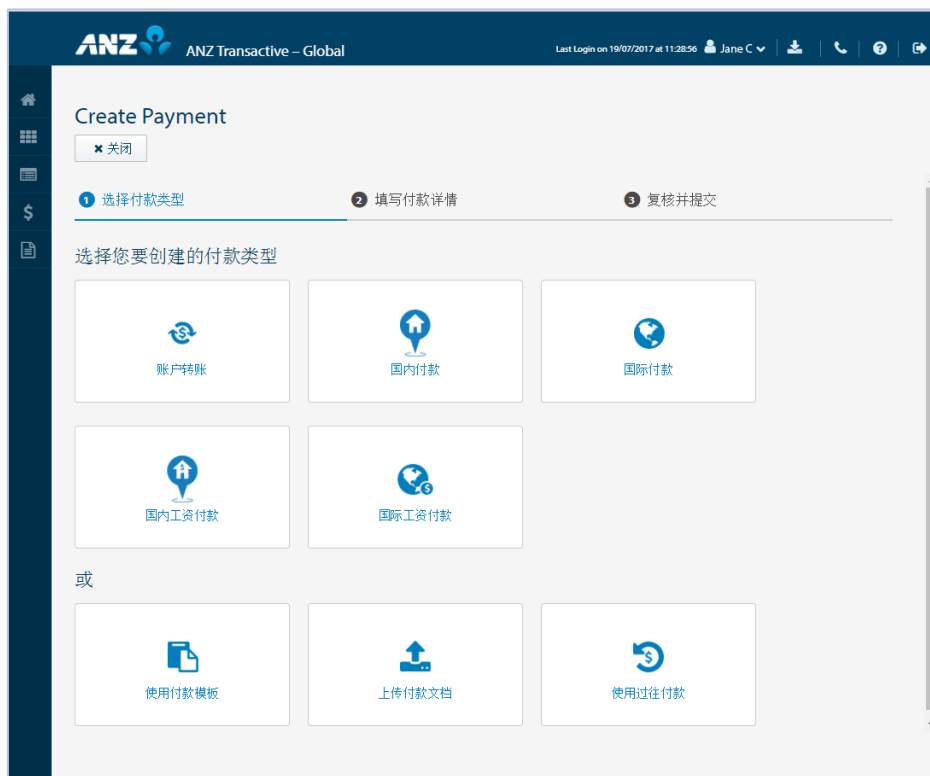 ANZ ANZ Transactive – Global Last Login on 19/07/2017 at 11:28:56 Jane C
Create Payment
关闭
1 选择付款类型 2 填写付款详情 3 复核并提交
选择您要创建的付款类型
账户转账 国内付款 国际付款
国内工资付款 国际工资付款
或
使用付款模板 上传付款文档 使用过往付款